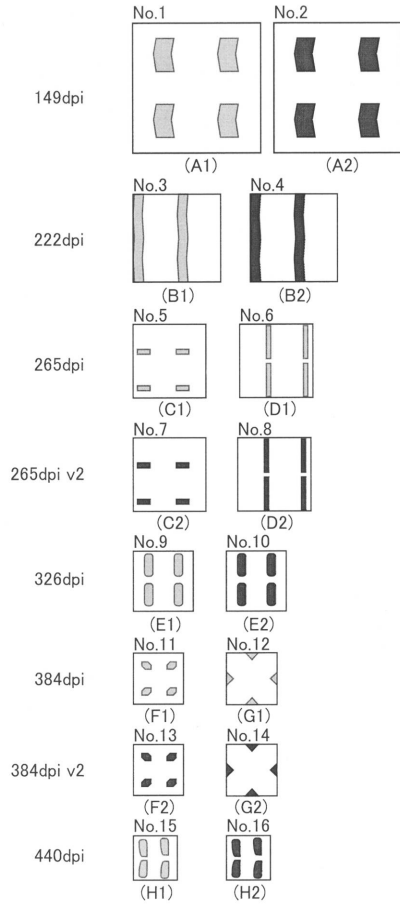 No.1 No.2
149dpi
(A1) (A2)
No.3 No.4
222dpi
(B1) (B2)
No.5 No.6
265dpi
(C1) (D1)
No.7 No.8
265dpi v2
(C2) (D2)
No.9 No.10
326dpi
(E1) (E2)
No.11 No.12
384dpi
(F1) (G1)
No.13 No.14
384dpi v2
(F2) (G2)
No.15 No.16
440dpi
(H1) (H2)